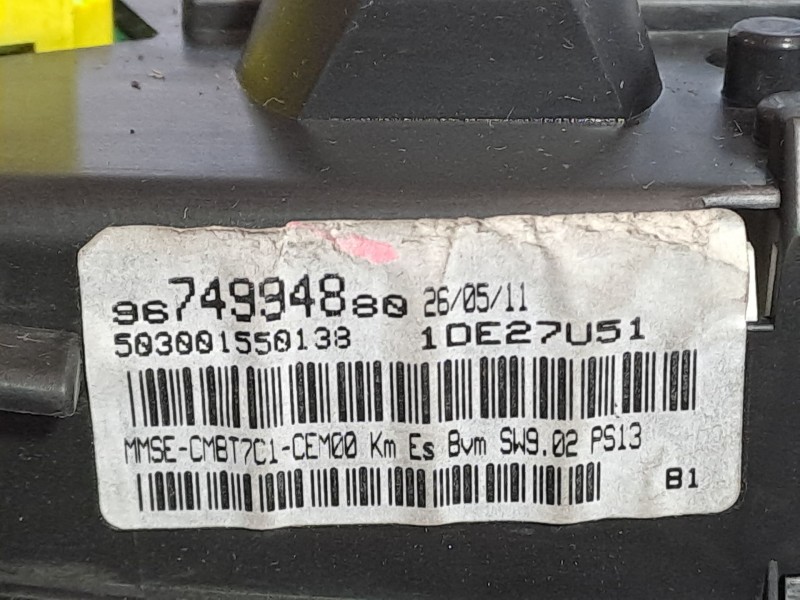 9674994880 26/05/11
503001550138 1DE27U51
MMSE-CMBT7C1-CEM00 Km Es Bvm SW9.02 PS13
B1